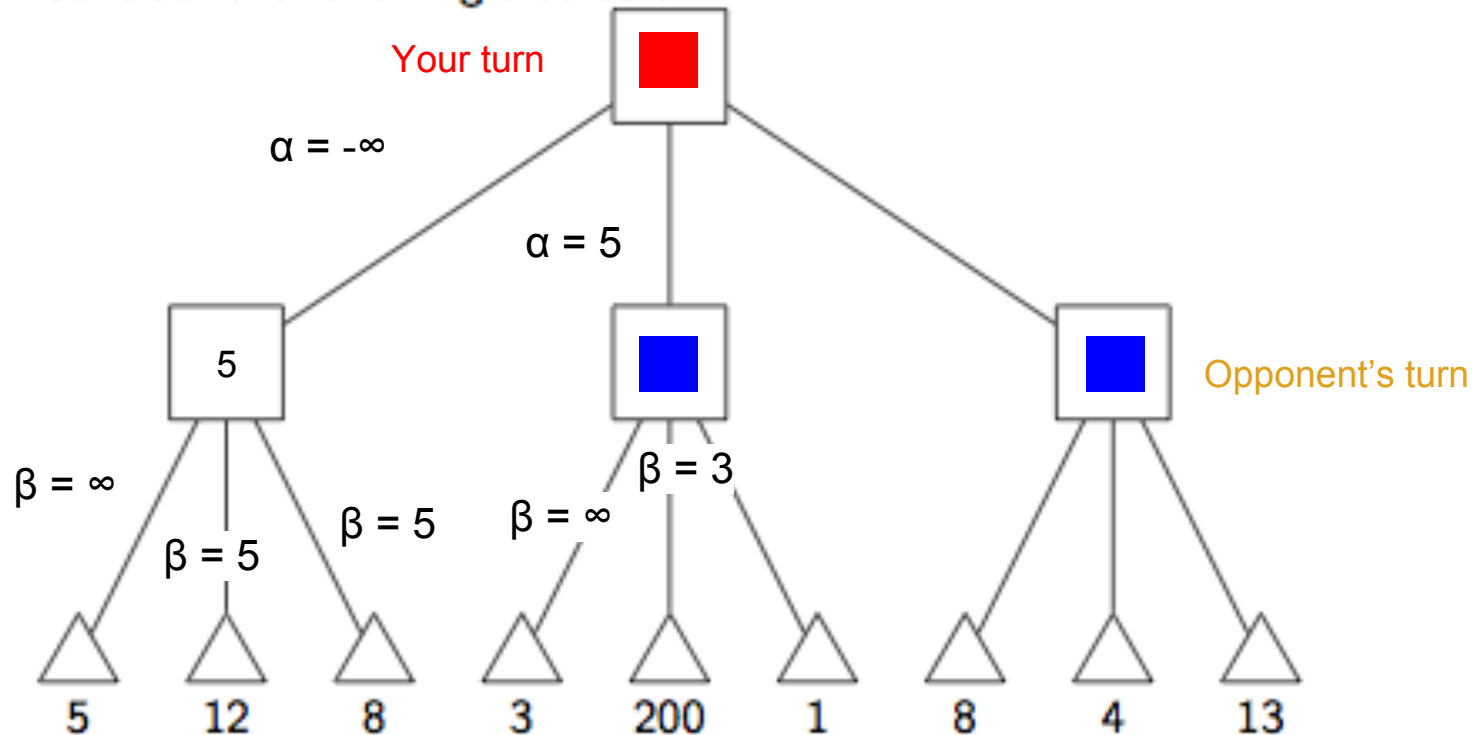 Your turn
α = -∞
α = 5
5
Opponent's turn
β = ∞
β = 5
β = 5
β = ∞
β = 3
5 12 8 3 200 1 8 4 13